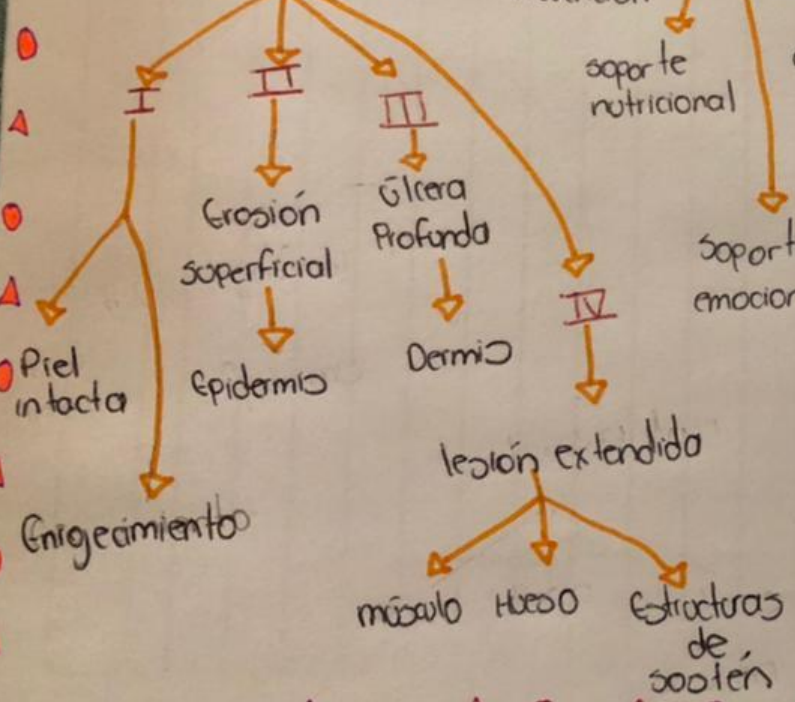 soporte
nutricional
I
II
III
Erosión
superficial
Úlcera
Profunda
soport
emocion
IV
Piel
intacta
Epidermis
Dermis
lesión extendida
Enrgecimiento
músculo
Hueso
Estructuras
de
sostén